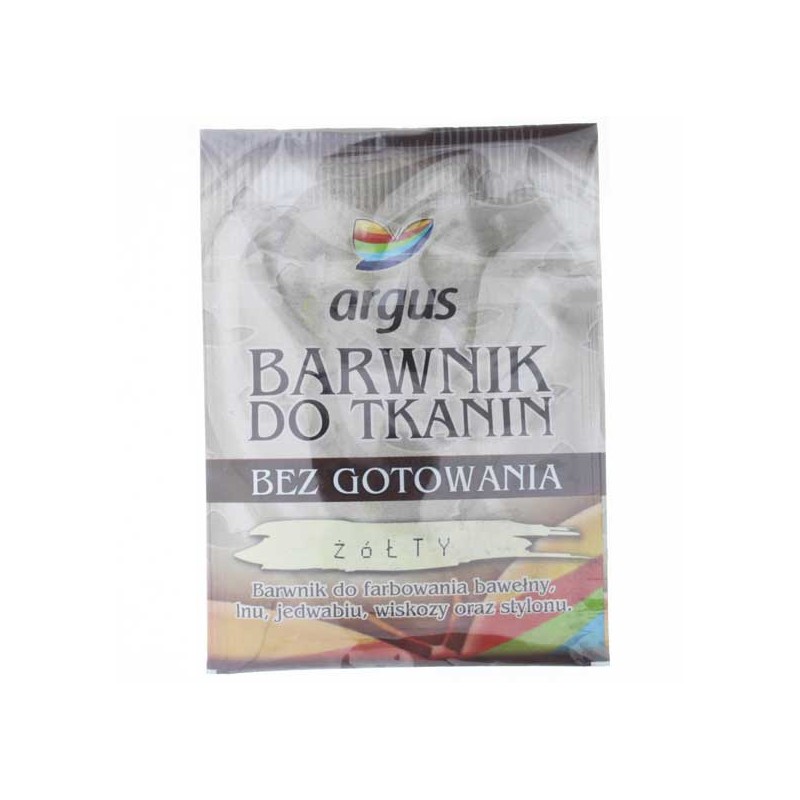 argus
BARWNIK
DO TKANIN
BEZ GOTOWANIA
ŻóŁTY
Barwnik do farbowania bawełny,
lnu, jedwabiu, wiskozy oraz stylonu.